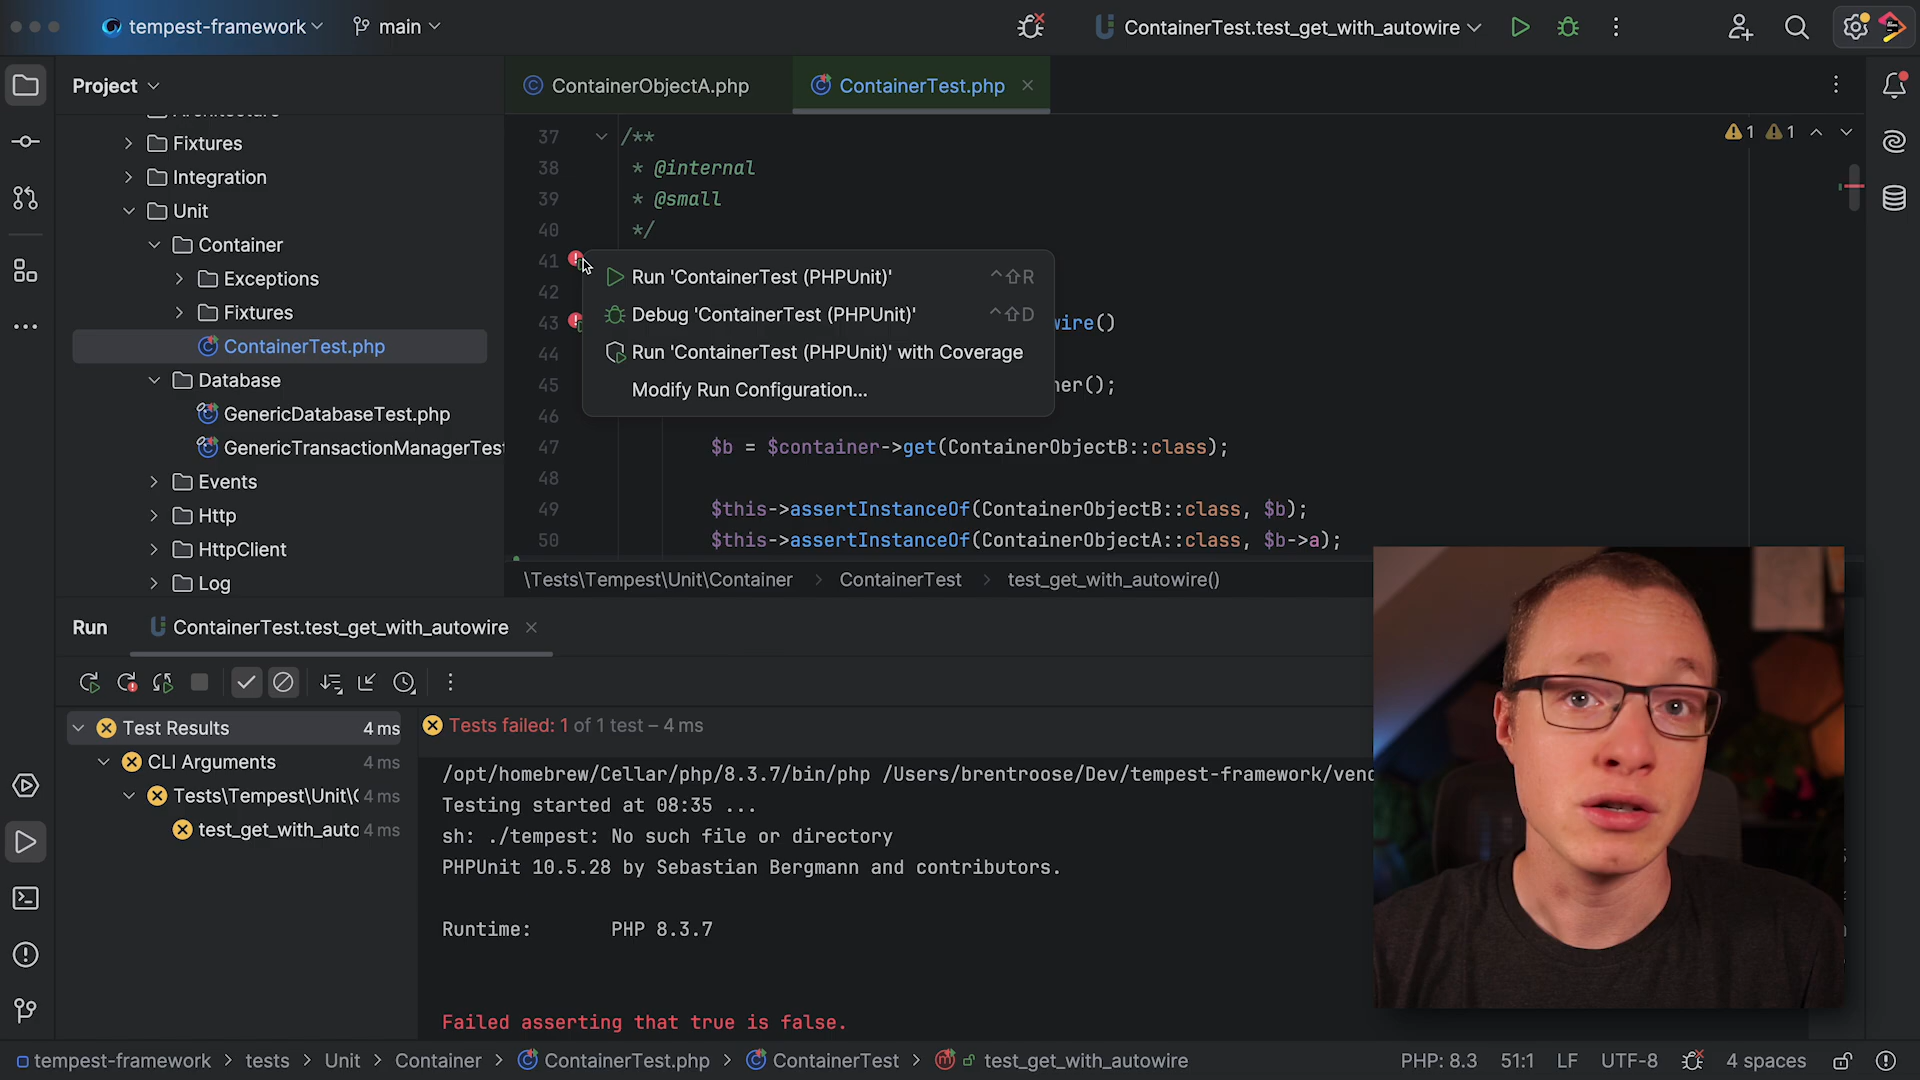 tempest-framework
main
ContainerTest.test_get_with_autowire
Project
ContainerObjectA.php
ContainerTest.php
Fixtures
Integration
Unit
Container
Exceptions
Fixtures
ContainerTest.php
Database
GenericDatabaseTest.php
GenericTransactionManagerTest
Events
Http
HttpClient
Log
1 1
37 /**
38 * @internal
39 * @small
40 */
41
42
43 wire()
44
45 ner();
46
47 $b = $container->get(ContainerObjectB::class);
48
49 $this->assertInstanceOf(ContainerObjectB::class, $b);
50 $this->assertInstanceOf(ContainerObjectA::class, $b->a);
Run 'ContainerTest (PHPUnit)' ⌃⇧R
Debug 'ContainerTest (PHPUnit)' ⌃⇧D
Run 'ContainerTest (PHPUnit)' with Coverage
Modify Run Configuration...
\Tests\Tempest\Unit\Container > ContainerTest > test_get_with_autowire()
Run ContainerTest.test_get_with_autowire
Test Results 4 ms
CLI Arguments 4 ms
Tests\Tempest\Unit\C 4 ms
test_get_with_auto 4 ms
Tests failed: 1 of 1 test – 4 ms
/opt/homebrew/Cellar/php/8.3.7/bin/php /Users/brentroose/Dev/tempest-framework/vend
Testing started at 08:35 ...
sh: ./tempest: No such file or directory
PHPUnit 10.5.28 by Sebastian Bergmann and contributors.
Runtime: PHP 8.3.7
Failed asserting that true is false.
tempest-framework > tests > Unit > Container > ContainerTest.php > ContainerTest > test_get_with_autowire
PHP: 8.3 51:1 LF UTF-8 4 spaces